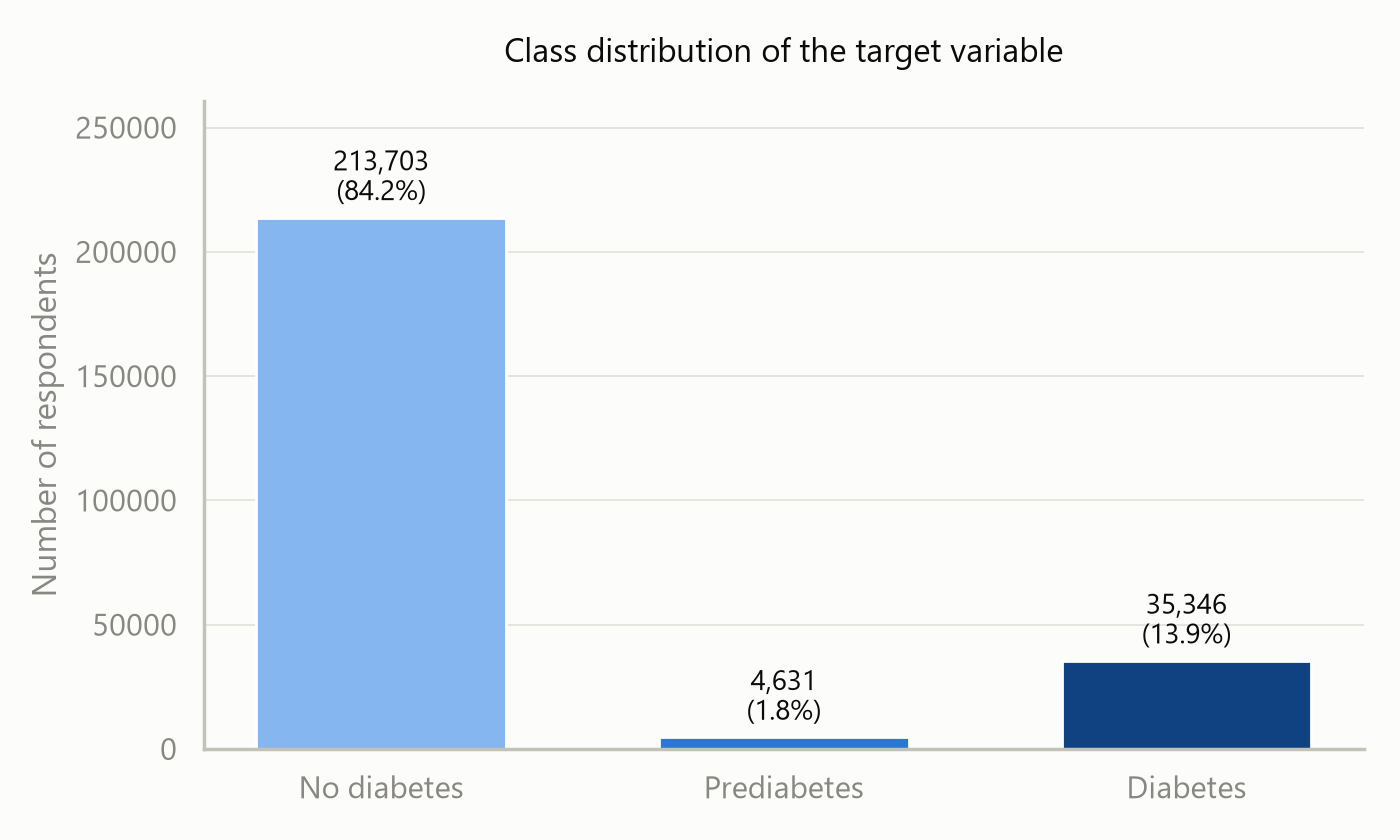 Class distribution of the target variable
Number of respondents
250000
200000
150000
100000
50000
0
213,703
(84.2%)
4,631
(1.8%)
35,346
(13.9%)
No diabetes
Prediabetes
Diabetes